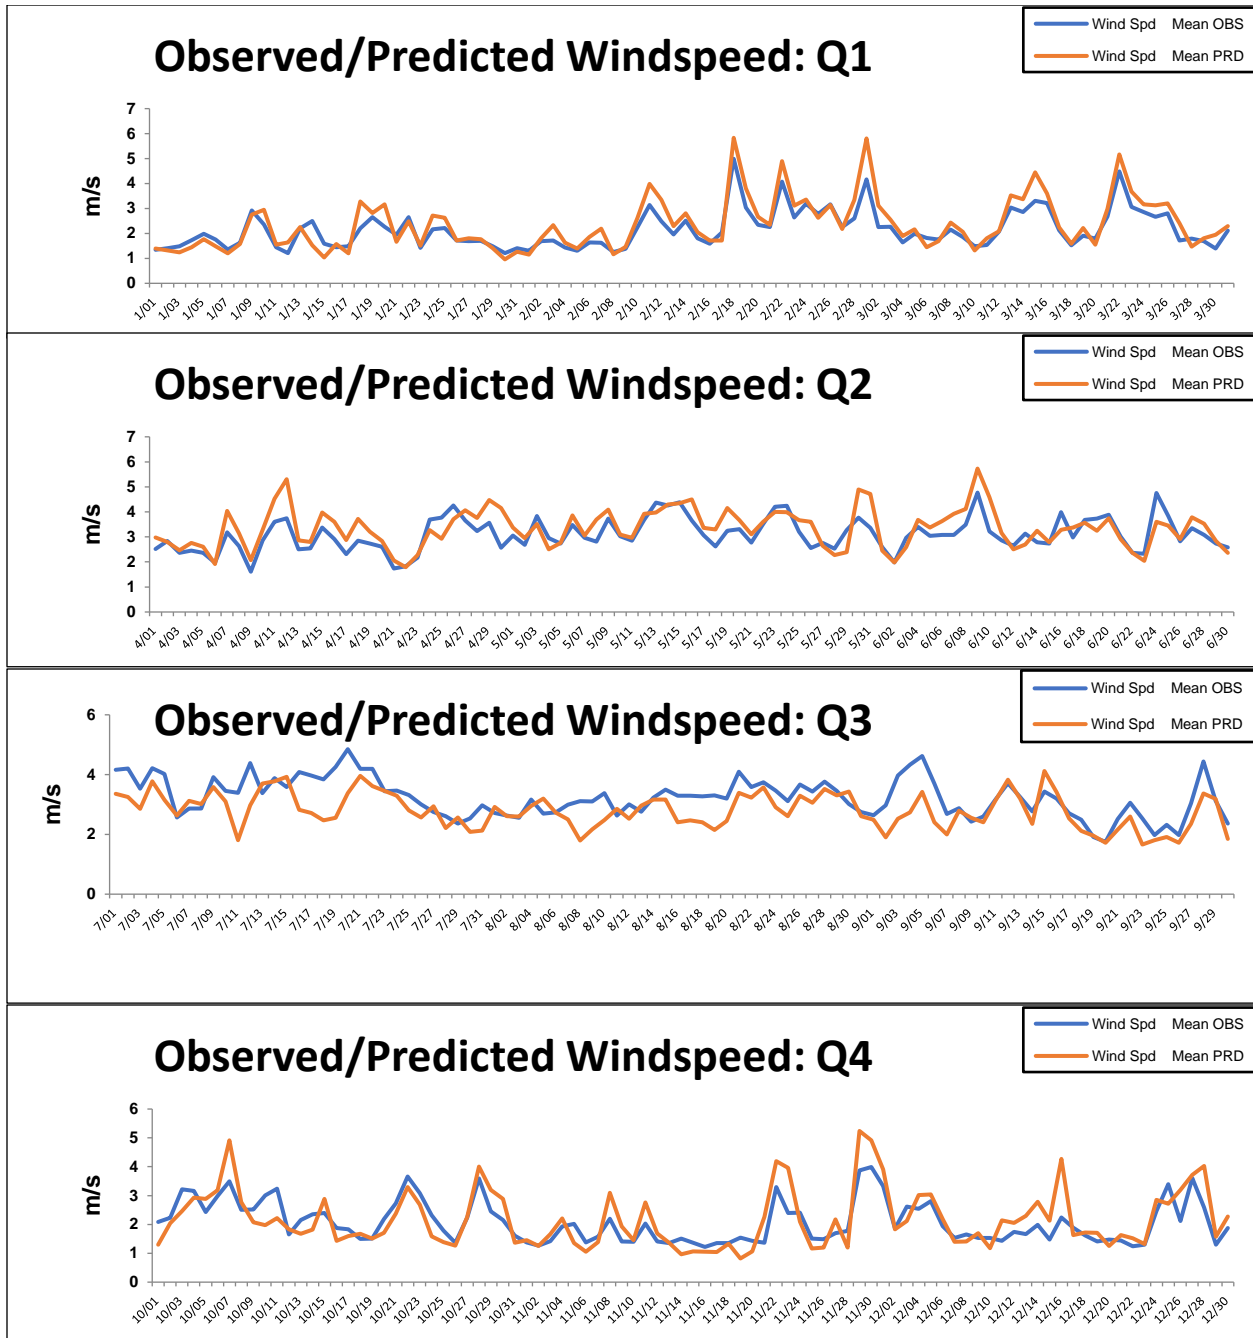 Observed/Predicted Windspeed: Q1
Wind Spd Mean OBS
Wind Spd Mean PRD
m/s
7
6
5
4
3
2
1
0
1/01 1/03 1/05 1/07 1/09 1/11 1/13 1/15 1/17 1/19 1/21 1/23 1/25 1/27 1/29 1/31 2/02 2/04 2/06 2/08 2/10 2/12 2/14 2/16 2/18 2/20 2/22 2/24 2/26 2/28 3/02 3/04 3/06 3/08 3/10 3/12 3/14 3/16 3/18 3/20 3/22 3/24 3/26 3/28 3/30
Observed/Predicted Windspeed: Q2
Wind Spd Mean OBS
Wind Spd Mean PRD
m/s
7
6
5
4
3
2
1
0
4/01 4/03 4/05 4/07 4/09 4/11 4/13 4/15 4/17 4/19 4/21 4/23 4/25 4/27 4/29 5/01 5/03 5/05 5/07 5/09 5/11 5/13 5/15 5/17 5/19 5/21 5/23 5/25 5/27 5/29 5/31 6/02 6/04 6/06 6/08 6/10 6/12 6/14 6/16 6/18 6/20 6/22 6/24 6/26 6/28 6/30
Observed/Predicted Windspeed: Q3
Wind Spd Mean OBS
Wind Spd Mean PRD
m/s
6
4
2
0
7/01 7/03 7/05 7/07 7/09 7/11 7/13 7/15 7/17 7/19 7/21 7/23 7/25 7/27 7/29 7/31 8/02 8/04 8/06 8/08 8/10 8/12 8/14 8/16 8/18 8/20 8/22 8/24 8/26 8/28 8/30 9/01 9/03 9/05 9/07 9/09 9/11 9/13 9/15 9/17 9/19 9/21 9/23 9/25 9/27 9/29
Observed/Predicted Windspeed: Q4
Wind Spd Mean OBS
Wind Spd Mean PRD
m/s
6
5
4
3
2
1
0
10/01 10/03 10/05 10/07 10/09 10/11 10/13 10/15 10/17 10/19 10/21 10/23 10/25 10/27 10/29 10/31 11/02 11/04 11/06 11/08 11/10 11/12 11/14 11/16 11/18 11/20 11/22 11/24 11/26 11/28 11/30 12/02 12/04 12/06 12/08 12/10 12/12 12/14 12/16 12/18 12/20 12/22 12/24 12/26 12/28 12/30